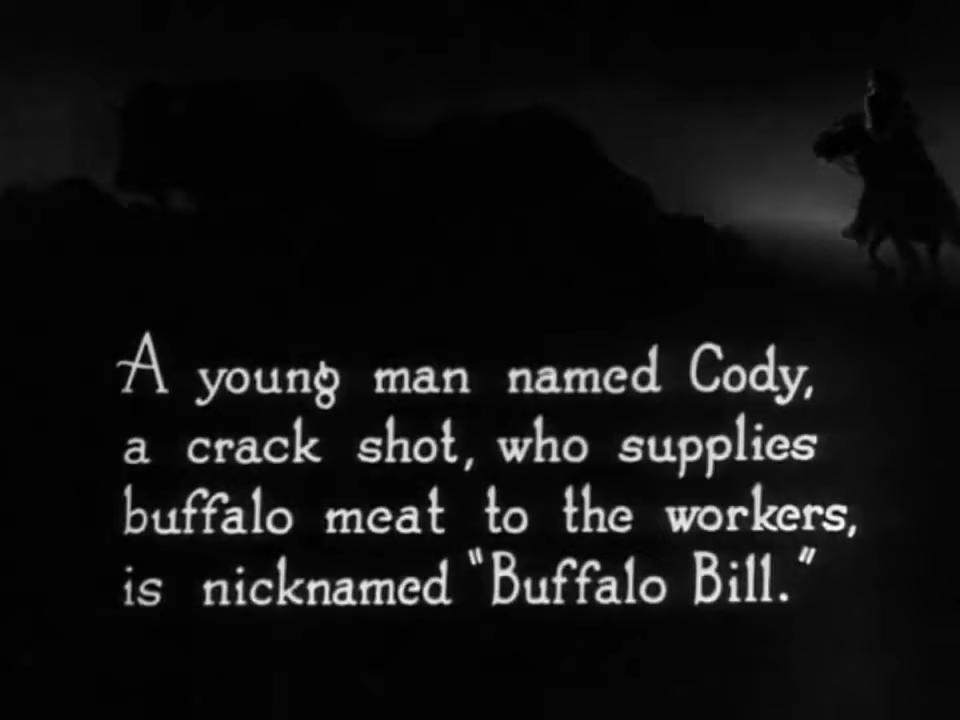 A young man named Cody,
a crack shot, who supplies
buffalo meat to the workers,
is nicknamed "Buffalo Bill."